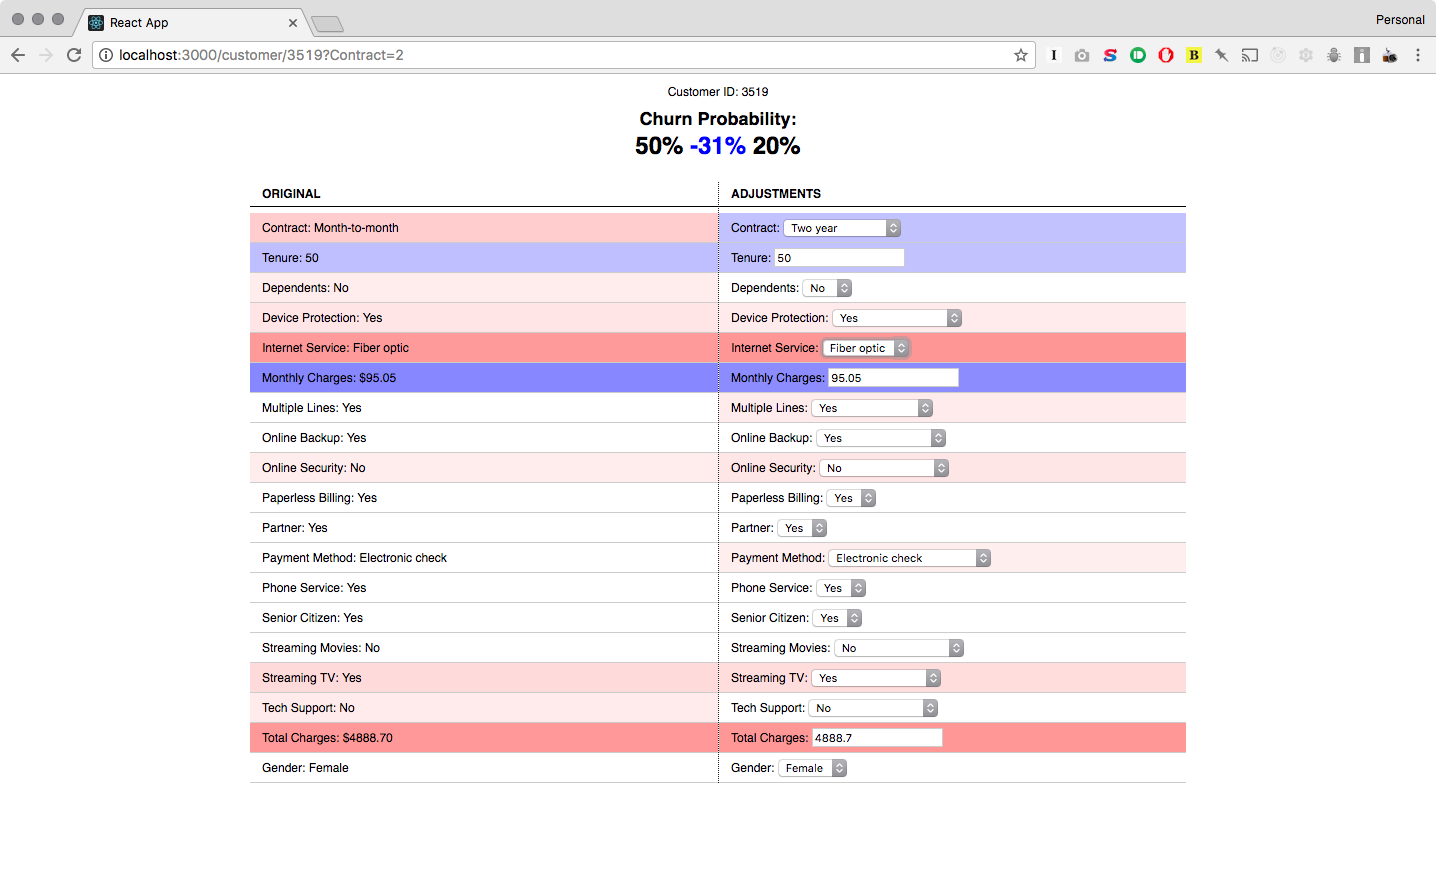 React App
Personal
localhost:3000/customer/3519?Contract=2
Customer ID: 3519
Churn Probability:
50% -31% 20%
ORIGINAL ADJUSTMENTS
Contract: Month-to-month Contract: Two year
Tenure: 50 Tenure: 50
Dependents: No Dependents: No
Device Protection: Yes Device Protection: Yes
Internet Service: Fiber optic Internet Service: Fiber optic
Monthly Charges: $95.05 Monthly Charges: 95.05
Multiple Lines: Yes Multiple Lines: Yes
Online Backup: Yes Online Backup: Yes
Online Security: No Online Security: No
Paperless Billing: Yes Paperless Billing: Yes
Partner: Yes Partner: Yes
Payment Method: Electronic check Payment Method: Electronic check
Phone Service: Yes Phone Service: Yes
Senior Citizen: Yes Senior Citizen: Yes
Streaming Movies: No Streaming Movies: No
Streaming TV: Yes Streaming TV: Yes
Tech Support: No Tech Support: No
Total Charges: $4888.70 Total Charges: 4888.7
Gender: Female Gender: Female